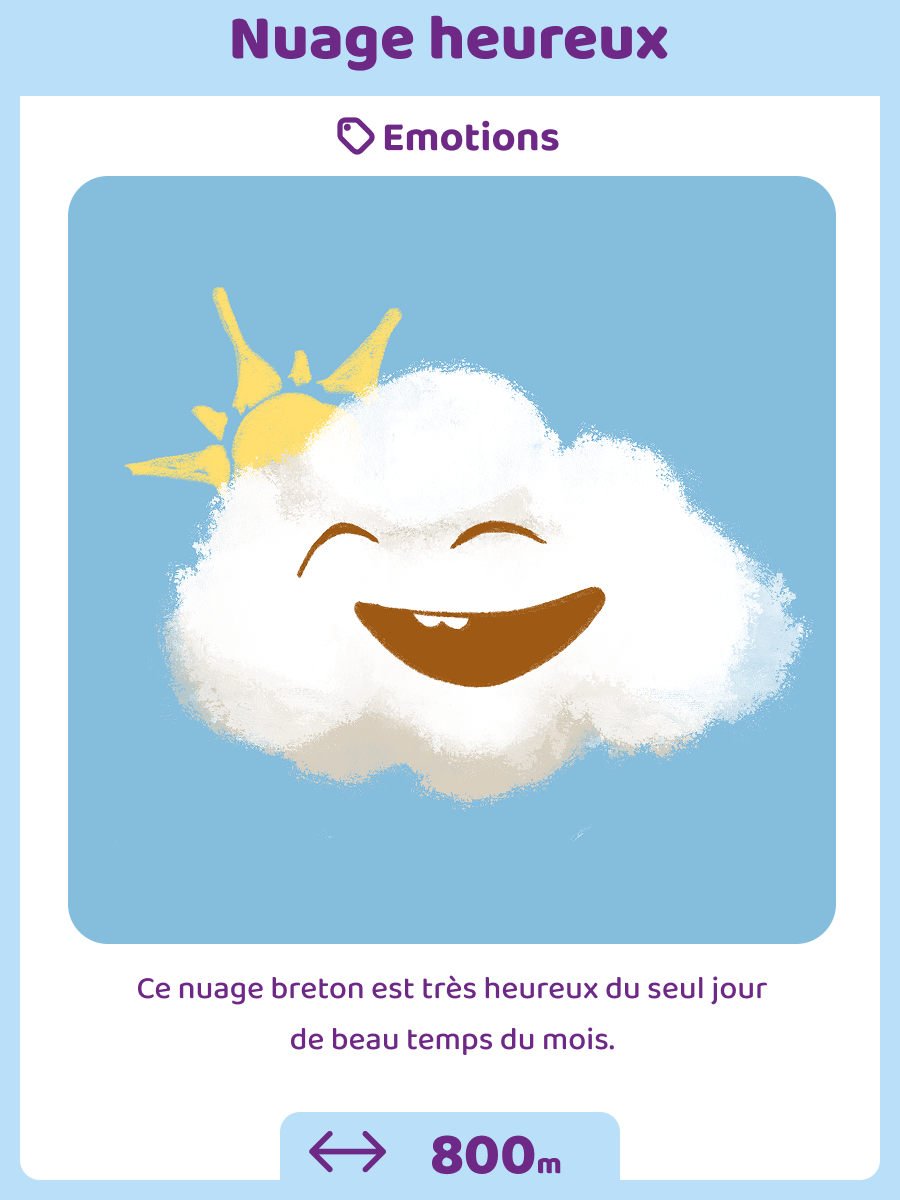 Nuage heureux
Emotions
Ce nuage breton est très heureux du seul jour
de beau temps du mois.
800m